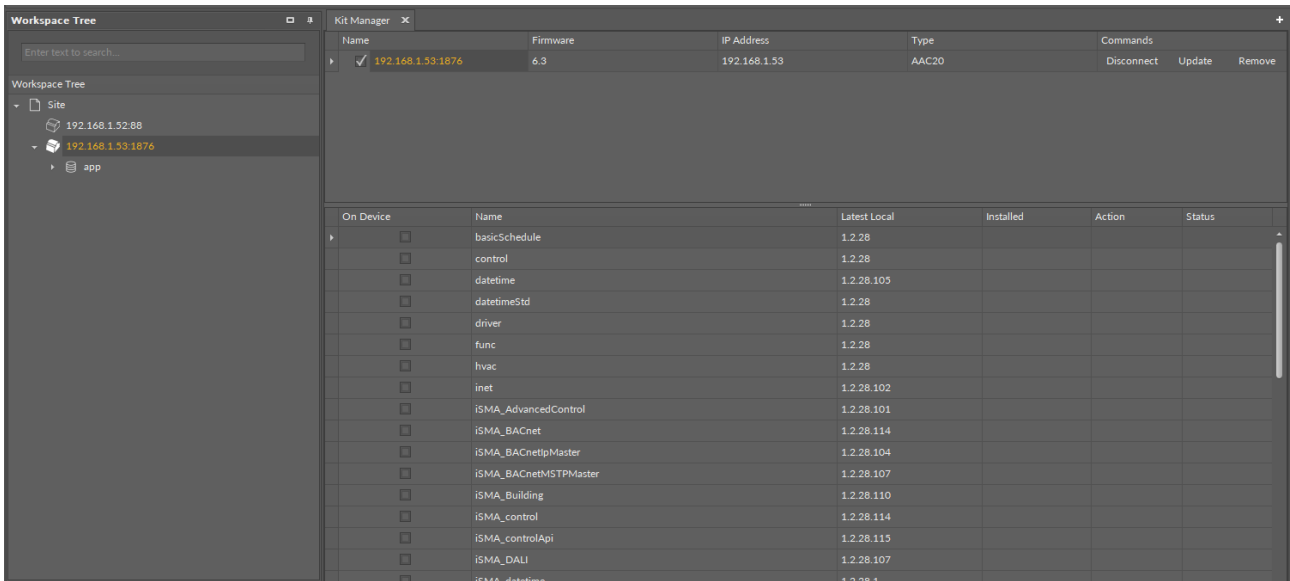 Workspace Tree
Enter text to search...
Workspace Tree
Site
192.168.1.52:88
192.168.1.53:1876
app
Kit Manager
Name Firmware IP Address Type Commands
192.168.1.53:1876 6.3 192.168.1.53 AAC20 Disconnect Update Remove
On Device Name Latest Local Installed Action Status
basicSchedule 1.2.28
control 1.2.28
datetime 1.2.28.105
datetimeStd 1.2.28
driver 1.2.28
func 1.2.28
hvac 1.2.28
inet 1.2.28.102
iSMA_AdvancedControl 1.2.28.101
iSMA_BACnet 1.2.28.114
iSMA_BACnetIpMaster 1.2.28.104
iSMA_BACnetMSTPMaster 1.2.28.107
iSMA_Building 1.2.28.110
iSMA_control 1.2.28.114
iSMA_controlApi 1.2.28.115
iSMA_DALI 1.2.28.107
iSMA_datetime 1.2.28.1